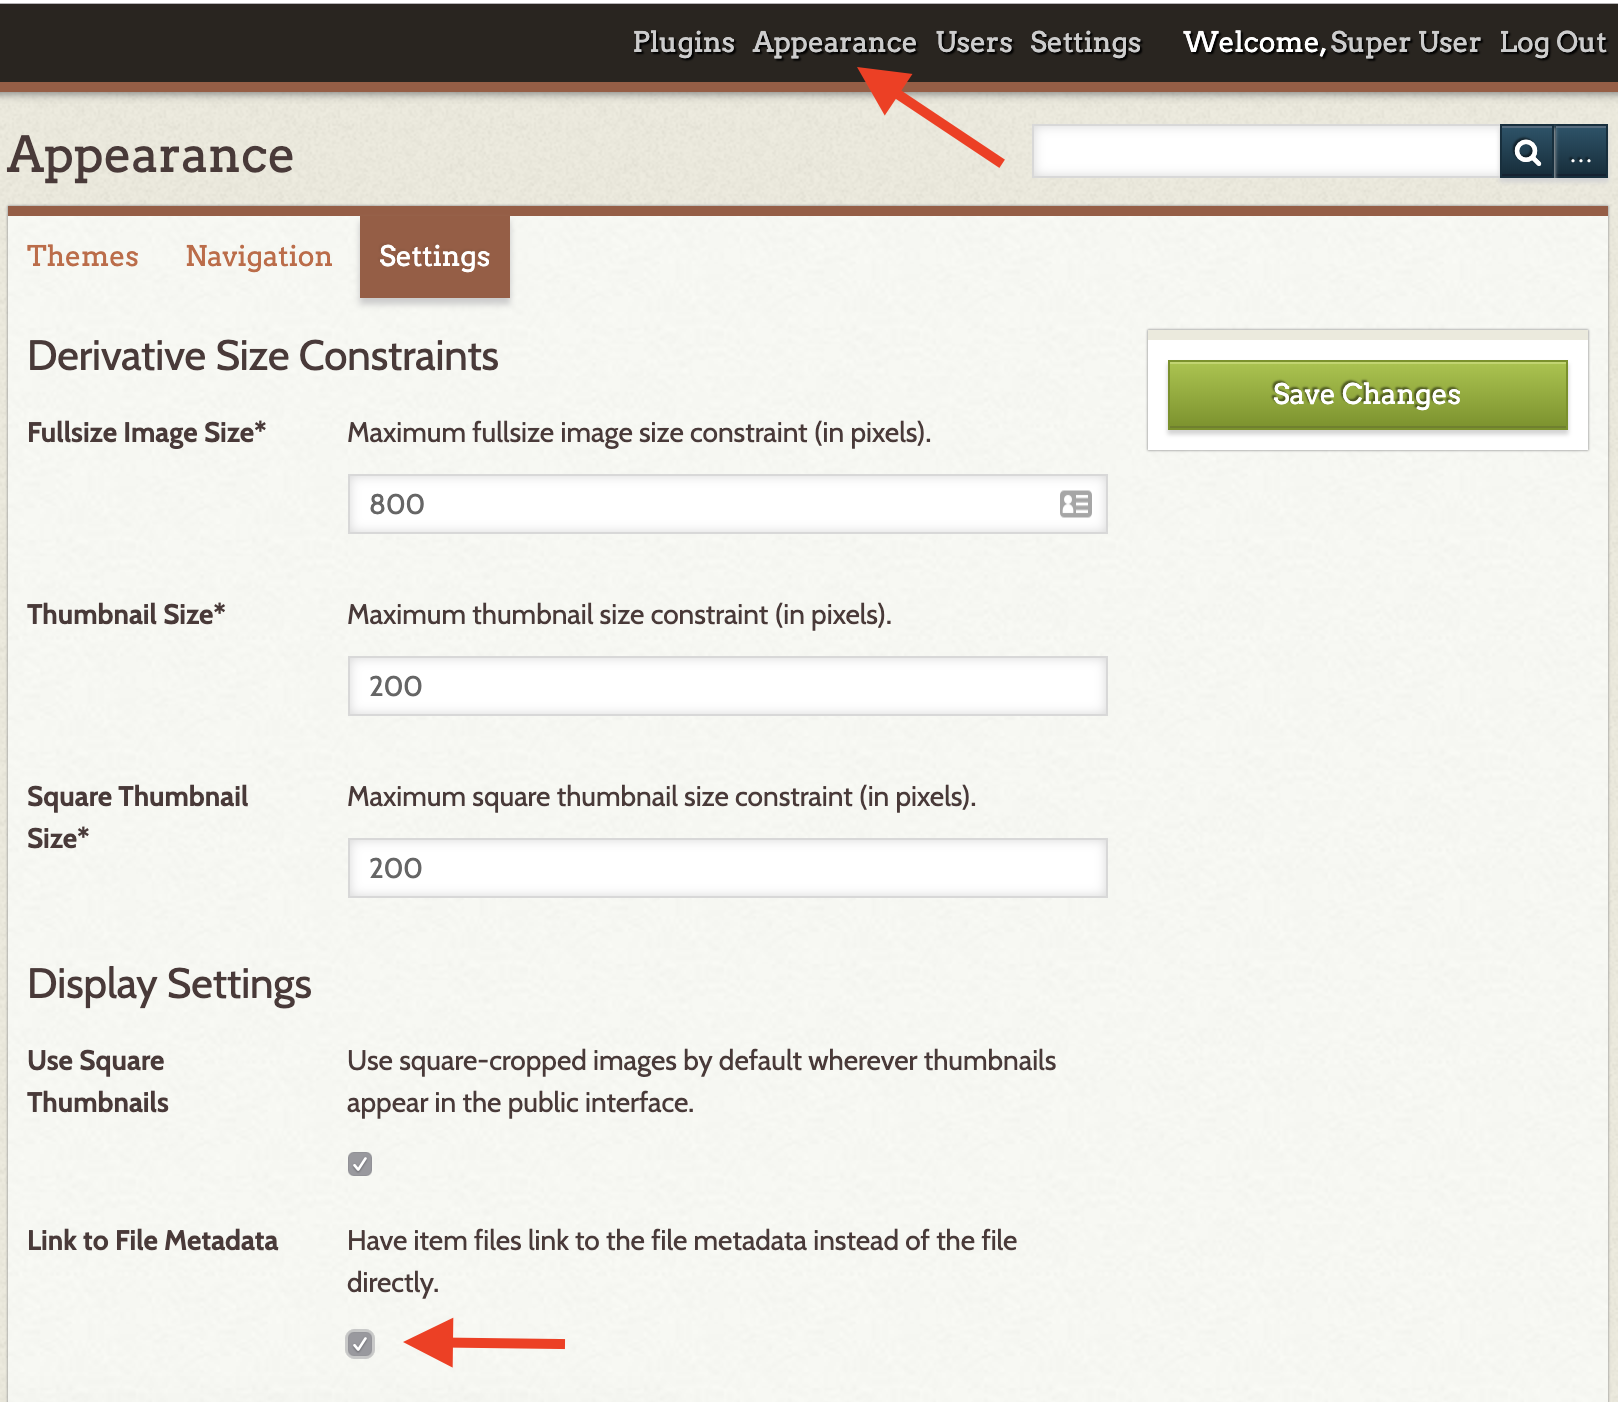 Plugins Appearance Users Settings Welcome, Super User Log Out
Appearance
...
Themes Navigation Settings
Derivative Size Constraints
Save Changes
Fullsize Image Size* Maximum fullsize image size constraint (in pixels).
800
Thumbnail Size* Maximum thumbnail size constraint (in pixels).
200
Square Thumbnail Maximum square thumbnail size constraint (in pixels).
Size*
200
Display Settings
Use Square Use square-cropped images by default wherever thumbnails
Thumbnails appear in the public interface.
Link to File Metadata Have item files link to the file metadata instead of the file
directly.